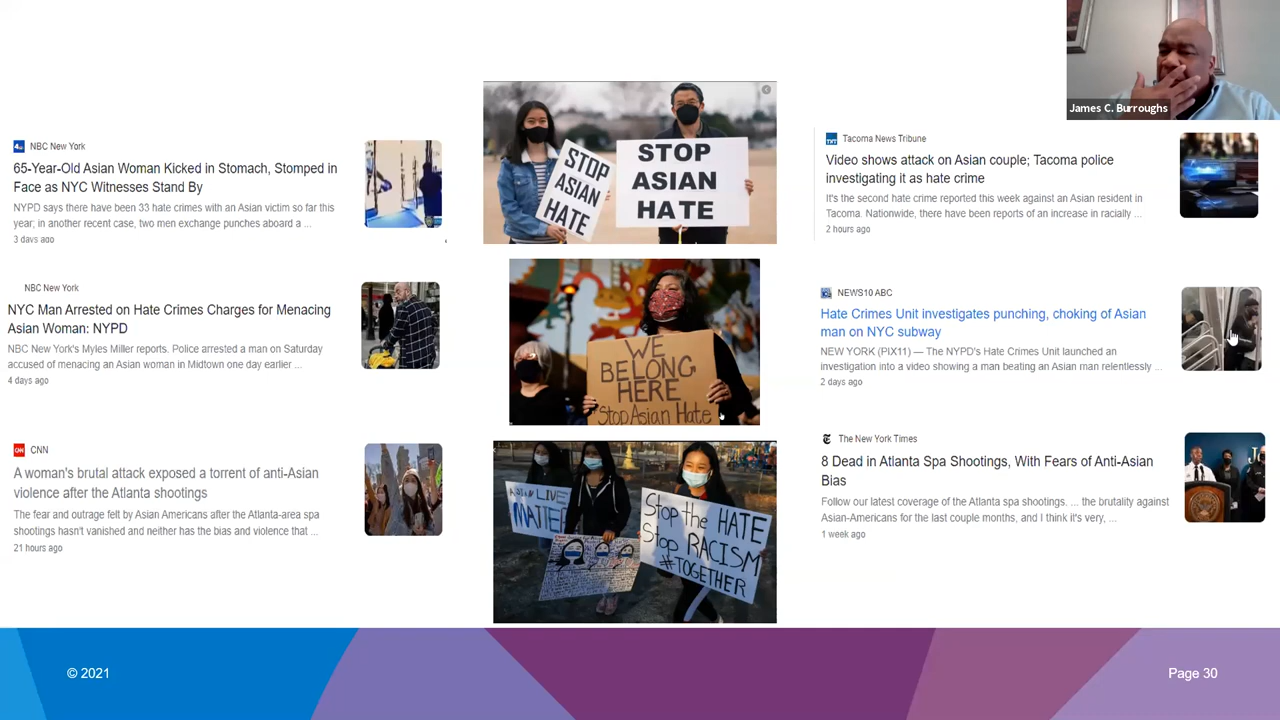 James C. Burroughs
NBC New York
65-Year-Old Asian Woman Kicked in Stomach, Stomped in
Face as NYC Witnesses Stand By
NYPD says there have been 33 hate crimes with an Asian victim so far this
year; in another recent case, two men exchange punches aboard a ...
3 days ago
NBC New York
NYC Man Arrested on Hate Crimes Charges for Menacing
Asian Woman: NYPD
NBC New York's Myles Miller reports. Police arrested a man on Saturday
accused of menacing an Asian woman in Midtown one day earlier ...
4 days ago
CNN
CNN
A woman's brutal attack exposed a torrent of anti-Asian
violence after the Atlanta shootings
The fear and outrage felt by Asian Americans after the Atlanta-area spa
shootings hasn't vanished and neither has the bias and violence that ...
21 hours ago
STOP
ASIAN
HATE
STOP
ASIAN
HATE
WE
BELONG
HERE
Stop Asian Hate
ASIAN LIVE
MATTER
Stop the HATE
Stop RACISM
#TOGETHER
TNT
Tacoma News Tribune
Video shows attack on Asian couple; Tacoma police
investigating it as hate crime
It's the second hate crime reported this week against an Asian resident in
Tacoma. Nationwide, there have been reports of an increase in racially ...
2 hours ago
NEWS10 ABC
Hate Crimes Unit investigates punching, choking of Asian
man on NYC subway
NEW YORK (PIX11) — The NYPD's Hate Crimes Unit launched an
investigation into a video showing a man beating an Asian man relentlessly ...
2 days ago
The New York Times
8 Dead in Atlanta Spa Shootings, With Fears of Anti-Asian
Bias
Follow our latest coverage of the Atlanta spa shootings. ... the brutality against
Asian-Americans for the last couple months, and I think it's very, ...
1 week ago
© 2021
Page 30